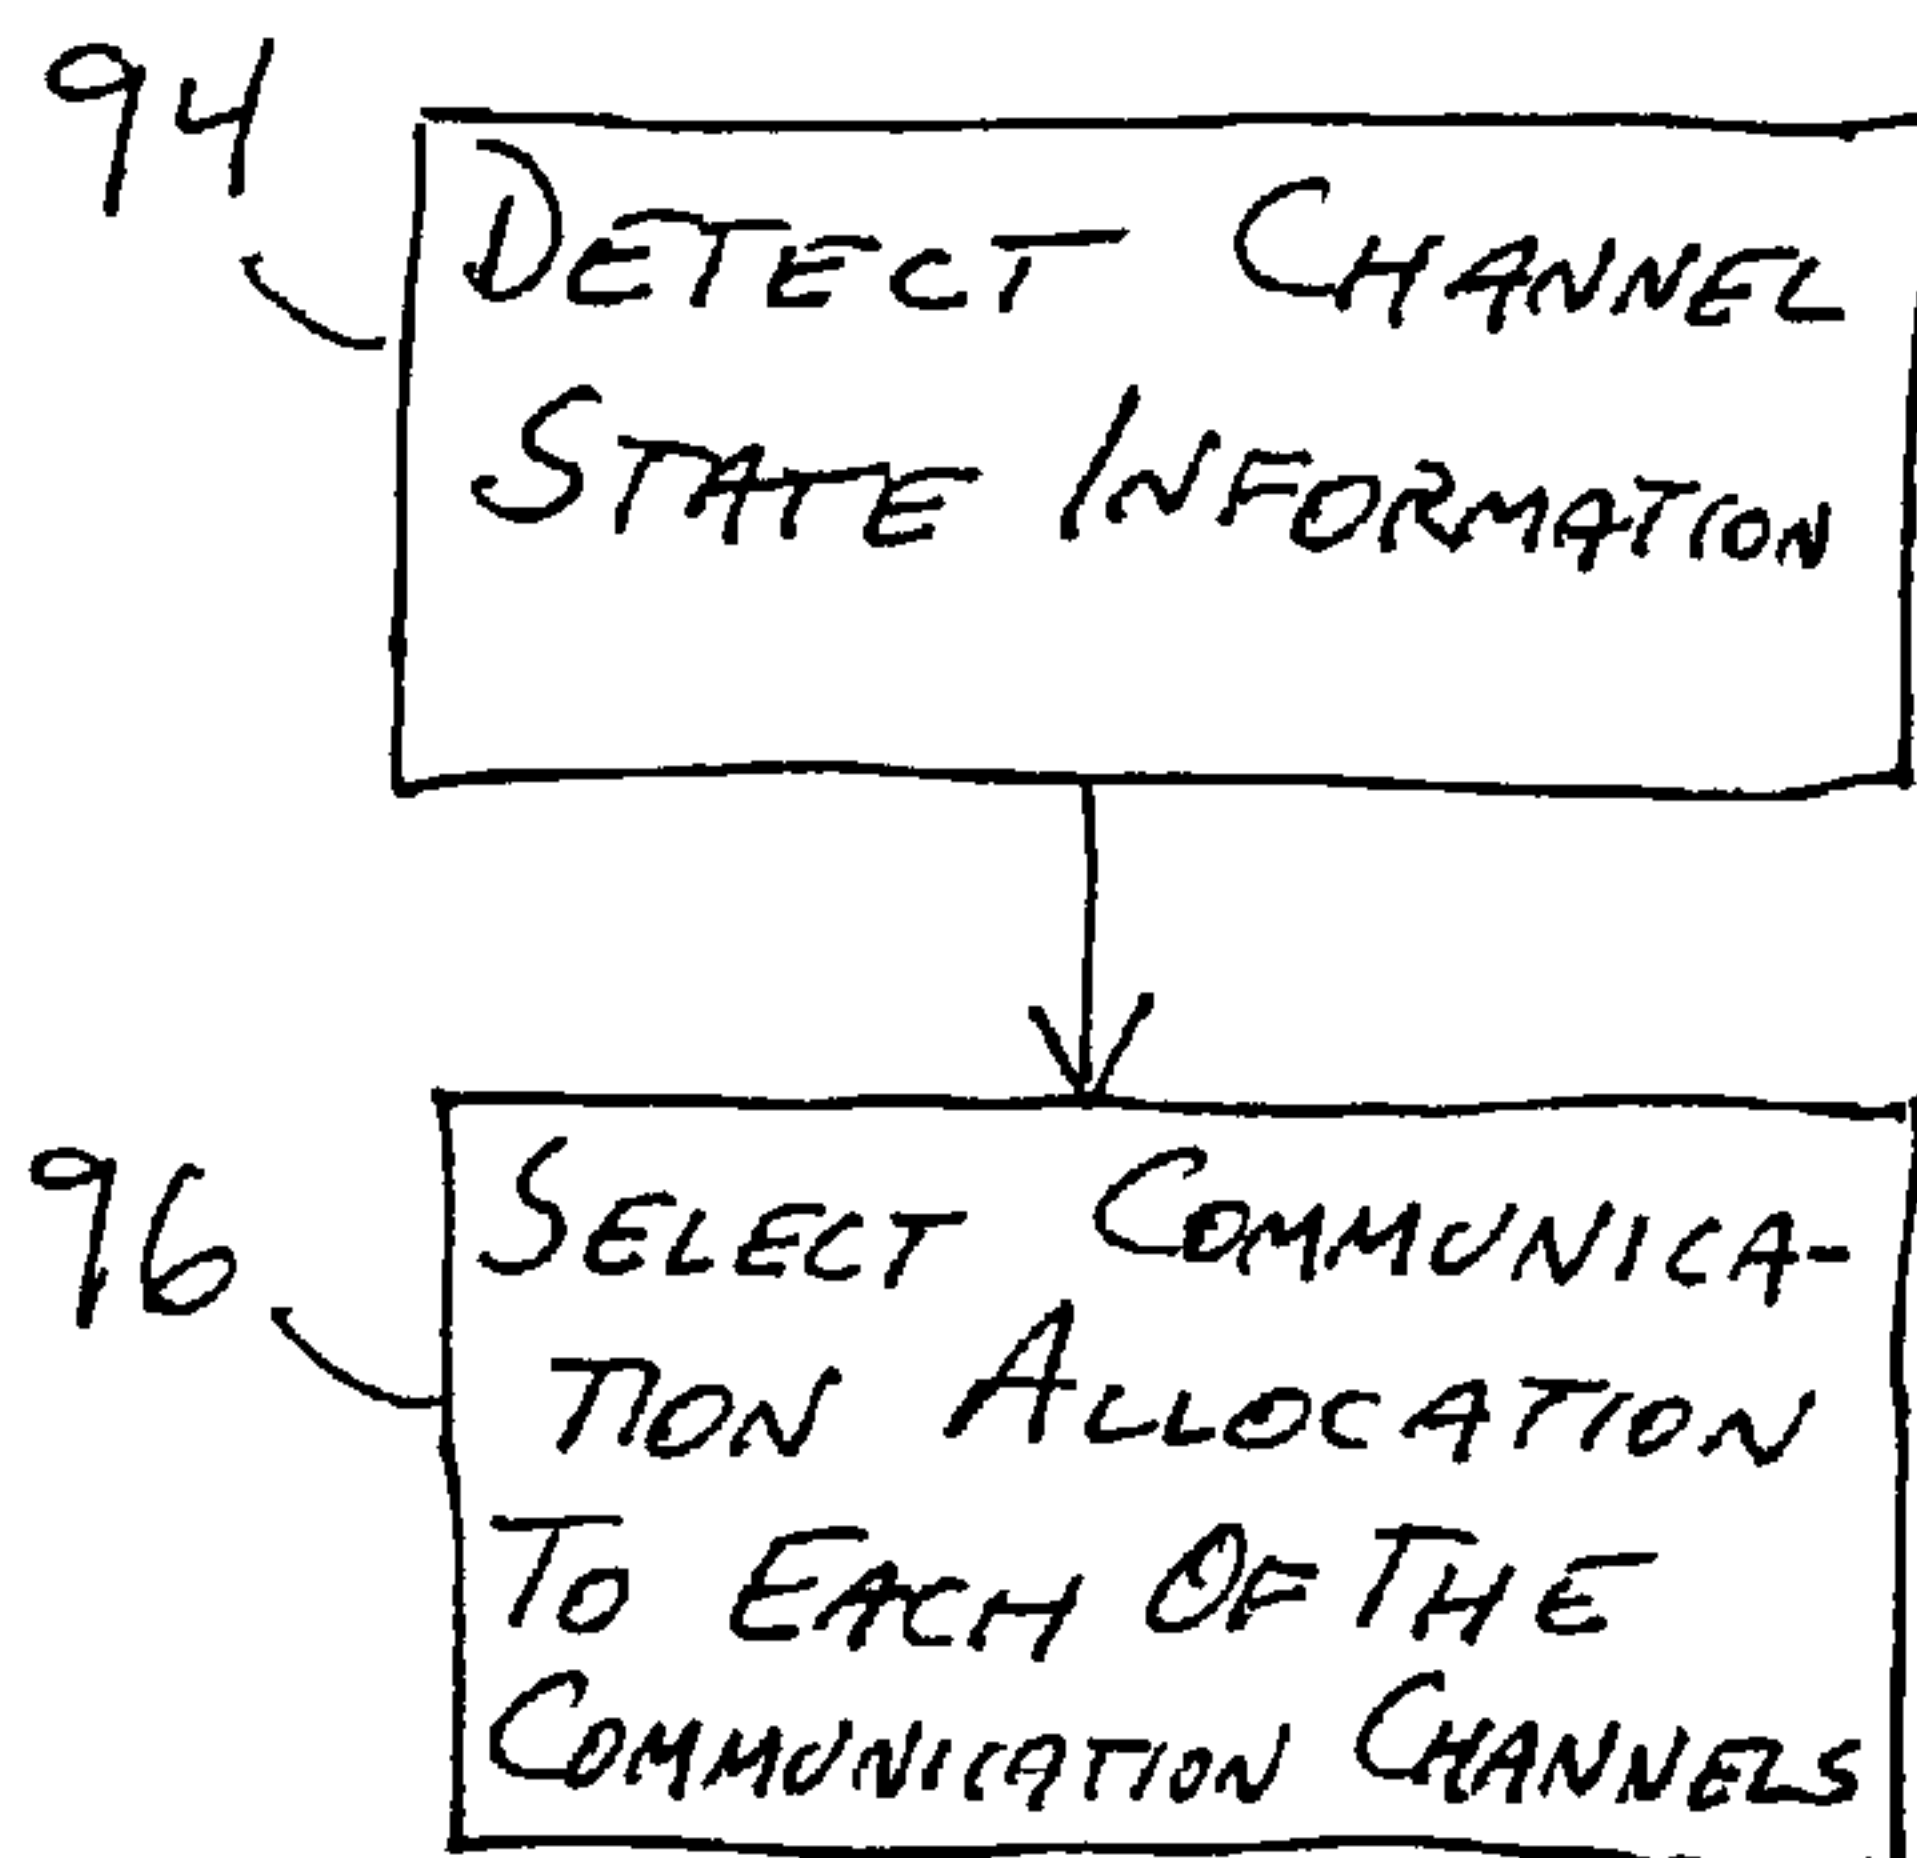 94
DETECT CHANNEL
STATE INFORMATION
96
SELECT COMMUNICA-
TION ALLOCATION
TO EACH OF THE
COMMUNICATION CHANNELS